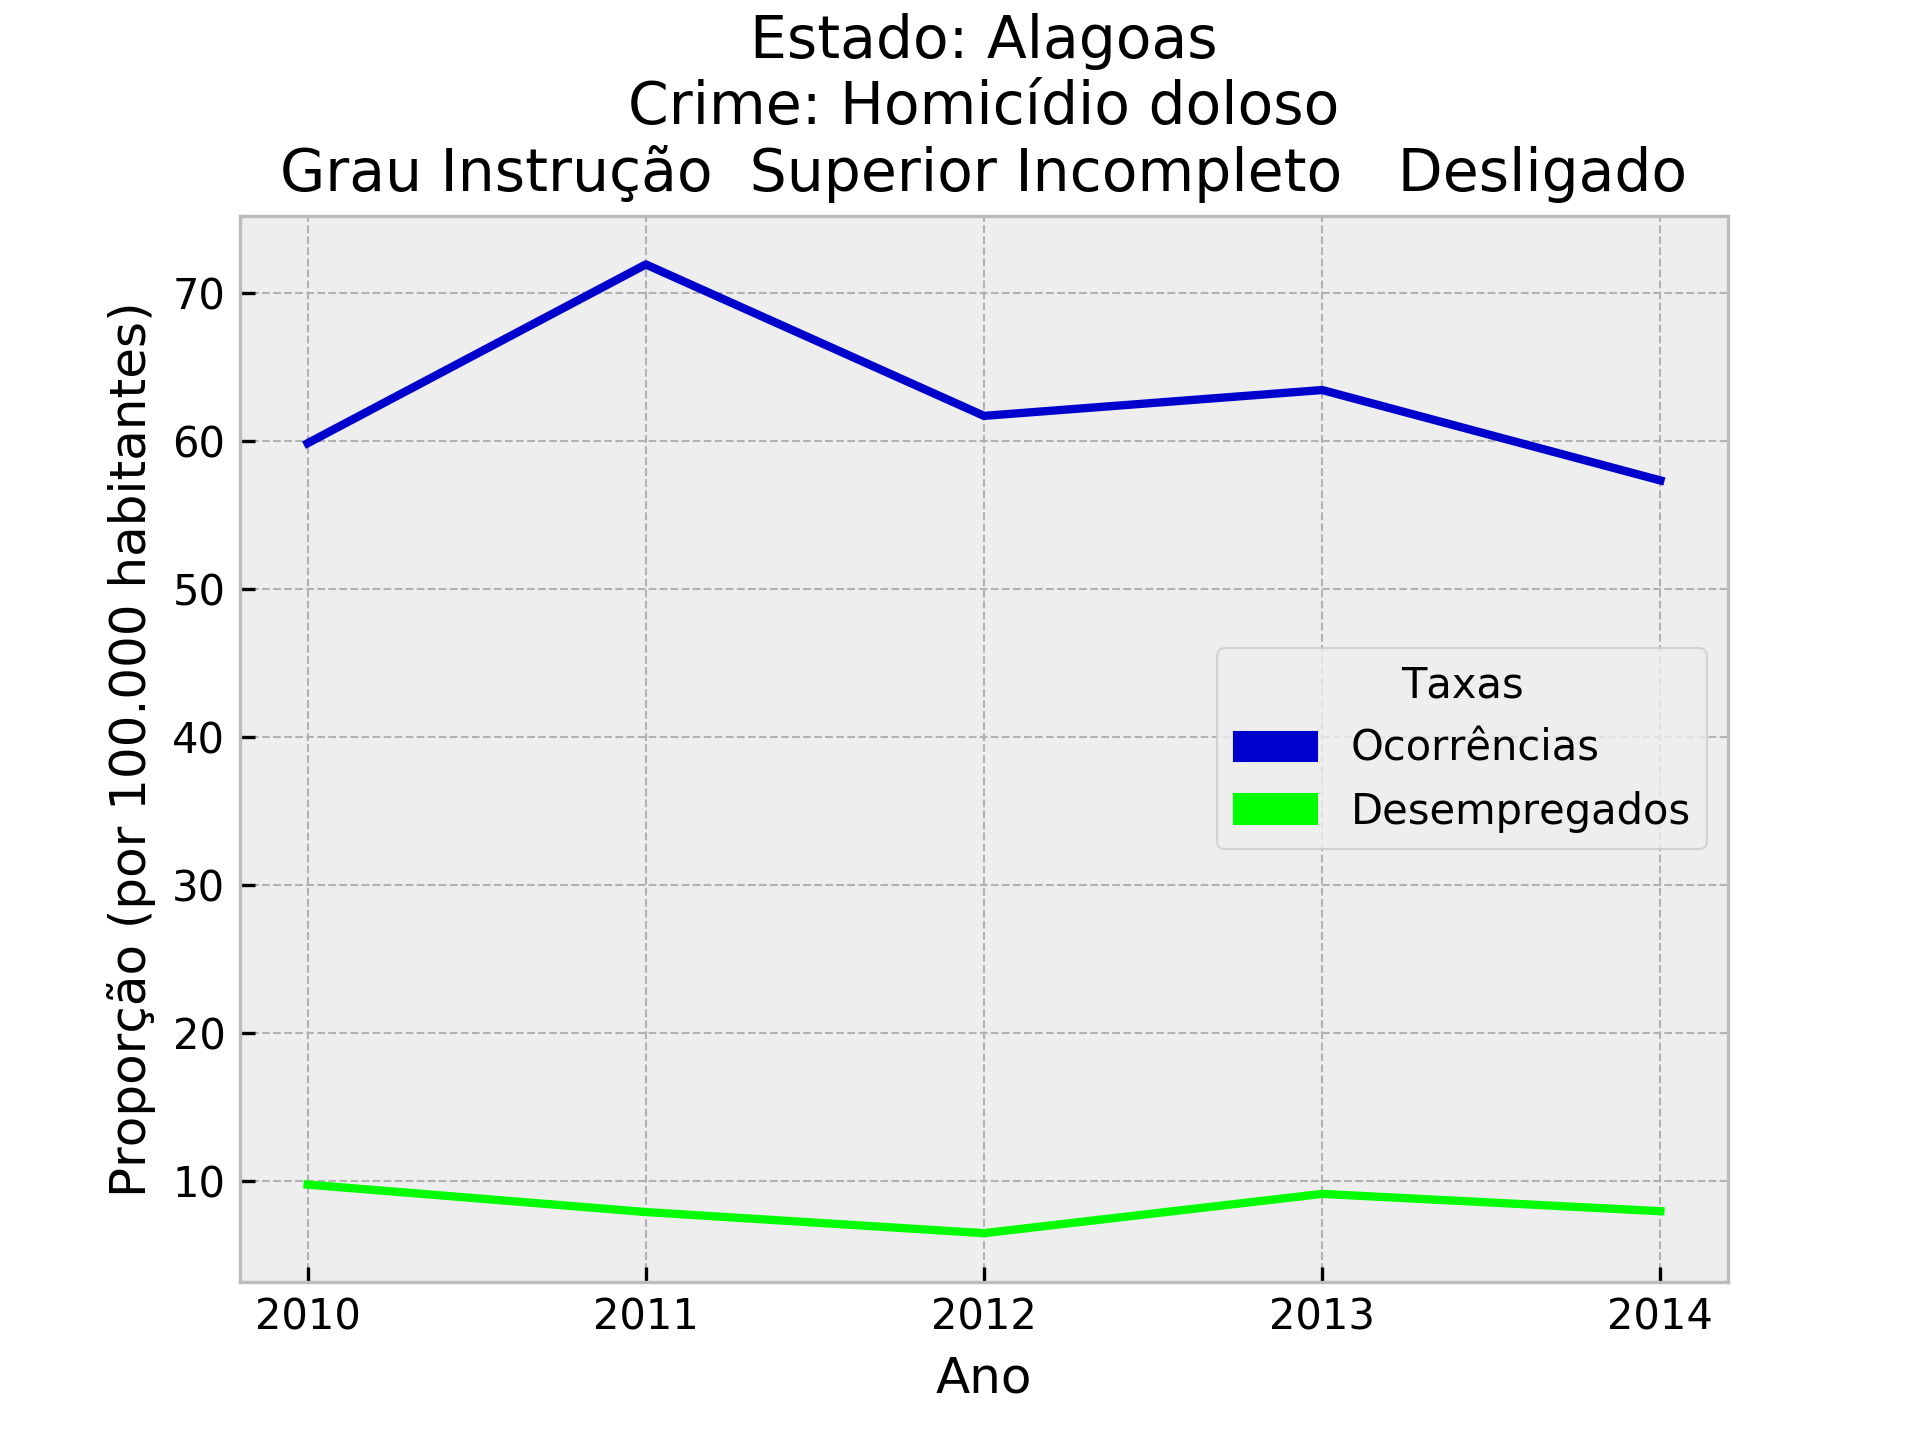 Estado: Alagoas
Crime: Homicídio doloso
Grau Instrução  Superior Incompleto   Desligado
Proporção (por 100.000 habitantes)
70
60
50
40
30
20
10
Taxas
Ocorrências
Desempregados
2010 2011 2012 2013 2014
Ano